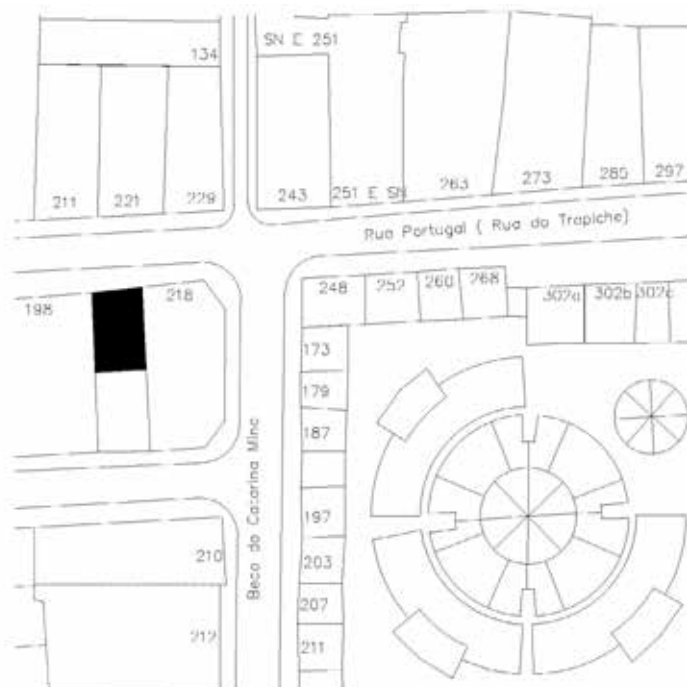 SN E 251
134
211 221 229 243 251 E SN 263 273 285 297
Rua Portugal ( Rua do Trapiche)
198 218 248 252 260 268 302a 302b 302c
173
179
187
197
203
207
211
210
212
Beco do Catarina Mina